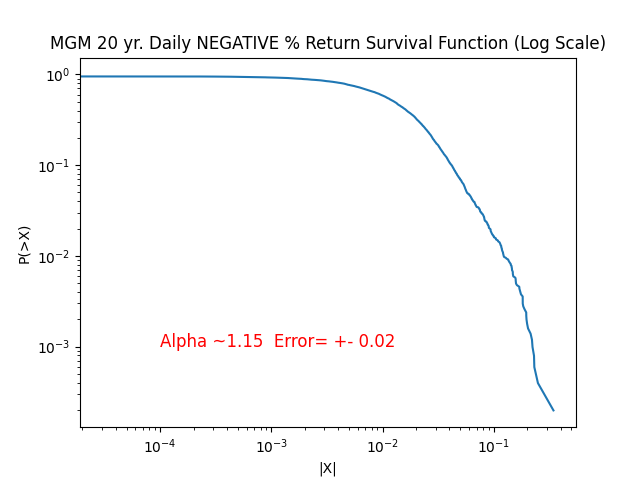 MGM 20 yr. Daily NEGATIVE % Return Survival Function (Log Scale)
P(>X)
10^0
10^-1
10^-2
10^-3
Alpha ~1.15  Error= +- 0.02
10^-4
10^-3
10^-2
10^-1
|X|